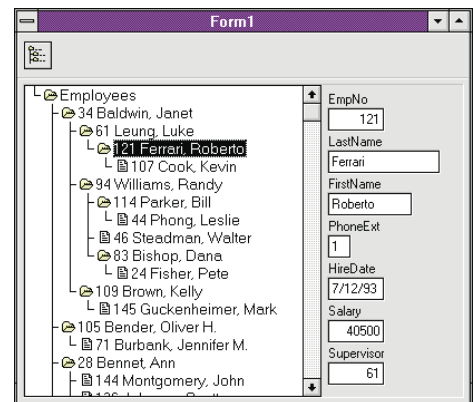 Form1
Employees
34 Baldwin, Janet
61 Leung, Luke
121 Ferrari, Roberto
107 Cook, Kevin
94 Williams, Randy
114 Parker, Bill
44 Phong, Leslie
46 Steadman, Walter
83 Bishop, Dana
24 Fisher, Pete
109 Brown, Kelly
145 Guckenheimer, Mark
105 Bender, Oliver H.
71 Burbank, Jennifer M.
28 Bennet, Ann
144 Montgomery, John
EmpNo
121
LastName
Ferrari
FirstName
Roberto
PhoneExt
1
HireDate
7/12/93
Salary
40500
Supervisor
61